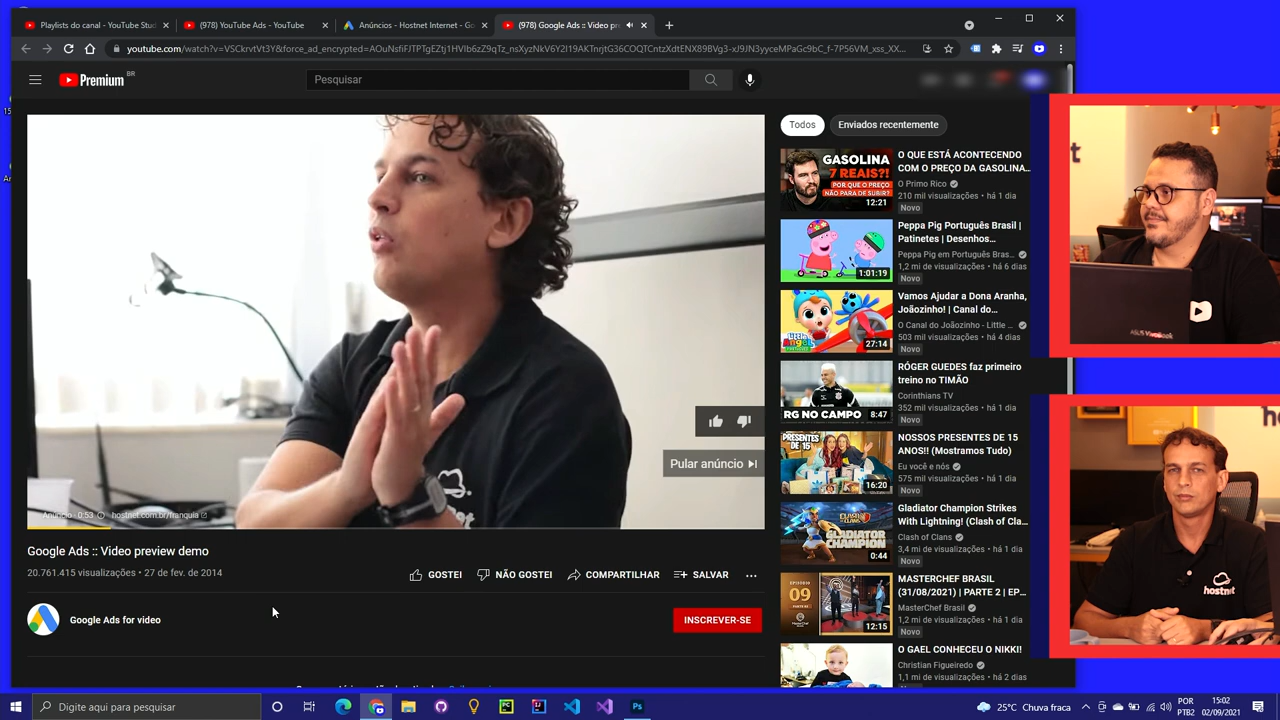 Playlists do canal - YouTube Stu
(978) YouTube Ads - YouTube
Anúncios - Hostnet Internet - Go
(978) Google Ads :: Video pr
youtube.com/watch?v=
Premium BR
Pesquisar
Todos
Enviados recentemente
GASOLINA
7 REAIS?!
POR QUE O PREÇO
NÃO PARA DE SUBIR?
12:21
O QUE ESTÁ ACONTECENDO
COM O PREÇO DA GASOLINA...
O Primo Rico
210 mil visualizações • há 1 dia
Novo
1:01:19
Peppa Pig Português Brasil |
Patinetes | Desenhos...
Peppa Pig em Português Bras...
1,2 mi de visualizações • há 6 dias
Novo
27:14
Vamos Ajudar a Dona Aranha,
Joãozinho! | Canal do...
O Canal do Joãozinho - Little ...
503 mil visualizações • há 4 dias
Novo
RG NO CAMPO
8:47
RÓGER GUEDES faz primeiro
treino no TIMÃO
Corinthians TV
352 mil visualizações • há 1 dia
Novo
PRESENTES
DE 15
16:20
NOSSOS PRESENTES DE 15
ANOS!! (Mostramos Tudo)
Eu você e nós
575 mil visualizações • há 1 dia
Novo
GLADIATOR
CHAMPION
0:44
Gladiator Champion Strikes
With Lightning! (Clash of Cla...
Clash of Clans
3,4 mi de visualizações • há 1 dia
Novo
EPISÓDIO
09
12:15
MASTERCHEF BRASIL
(31/08/2021) | PARTE 2 | EP...
MasterChef Brasil
1,2 mi de visualizações • há 1 dia
Novo
O GAEL CONHECEU O NIKKI!
Christian Figueiredo
1,1 mi de visualizações • há 2 dias
Pular anúncio
Anúncio · 0:53
hostnet.com.br/franquia
Google Ads :: Video preview demo
20.761.415 visualizações • 27 de fev. de 2014
GOSTEI
NÃO GOSTEI
COMPARTILHAR
SALVAR
Google Ads for video
INSCREVER-SE
ASUS VivoBook
hostnet
Digite aqui para pesquisar
25°C Chuva fraca
POR
PTB2
15:02
02/09/2021